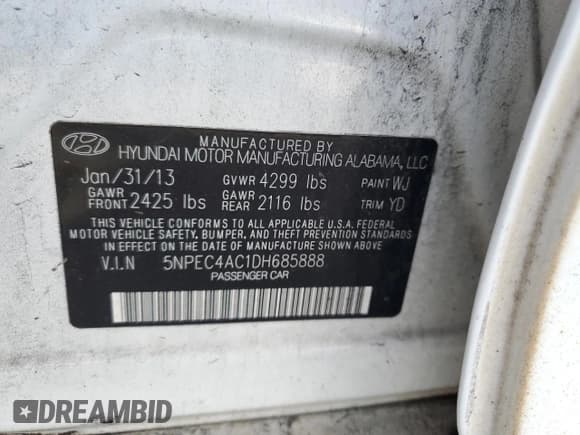 MANUFACTURED BY
HYUNDAI MOTOR MANUFACTURING ALABAMA, LLC
Jan/31/13 GVWR 4299 lbs PAINT WJ
GAWR FRONT 2425 lbs GAWR REAR 2116 lbs TRIM YD
THIS VEHICLE CONFORMS TO ALL APPLICABLE U.S.A. FEDERAL
MOTOR VEHICLE SAFETY, BUMPER, AND THEFT PREVENTION
STANDARDS IN EFFECT ON THE DATE OF MANUFACTURE SHOWN ABOVE
V.I.N 5NPEC4AC1DH685888
PASSENGER CAR
DREAMBID